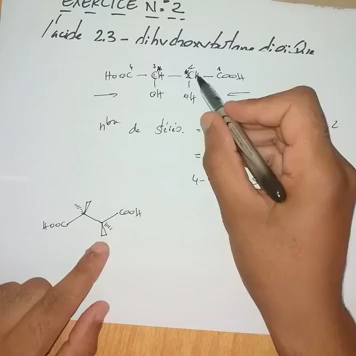 EXERCICE N:2
l'acide 2.3 - dihydroxybutane dioïque
HOOC - CH - CH - COOH
OH OH
nbre de stéréo. = 2
=
4-
HOOC COOH